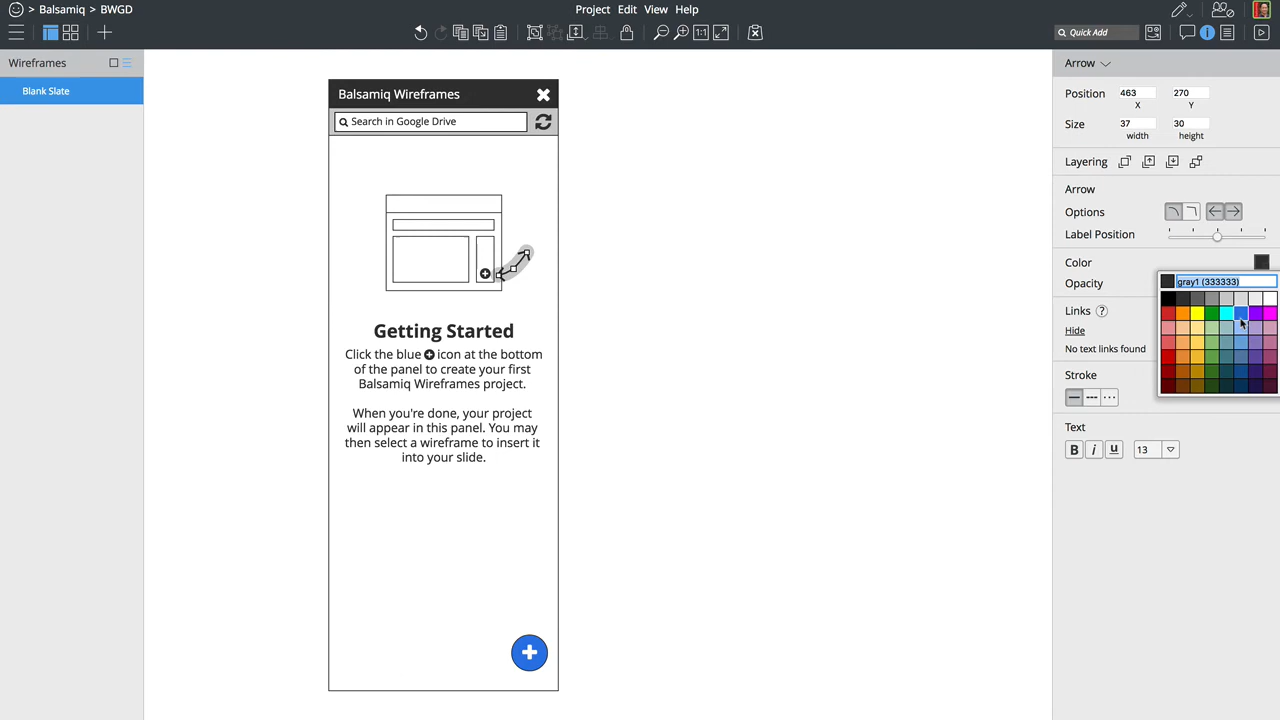 Balsamiq > BWGD
Project Edit View Help
1:1
Quick Add
Wireframes
Blank Slate
Balsamiq Wireframes
Search in Google Drive
Getting Started
Click the blue icon at the bottom
of the panel to create your first
Balsamiq Wireframes project.
When you're done, your project
will appear in this panel. You may
then select a wireframe to insert it
into your slide.
Arrow
Position 463 270
X Y
Size 37 30
width height
Layering
Arrow
Options
Label Position
Color
gray1 (333333)
Opacity
Links ?
Hide
No text links found
Stroke
Text
B i u 13